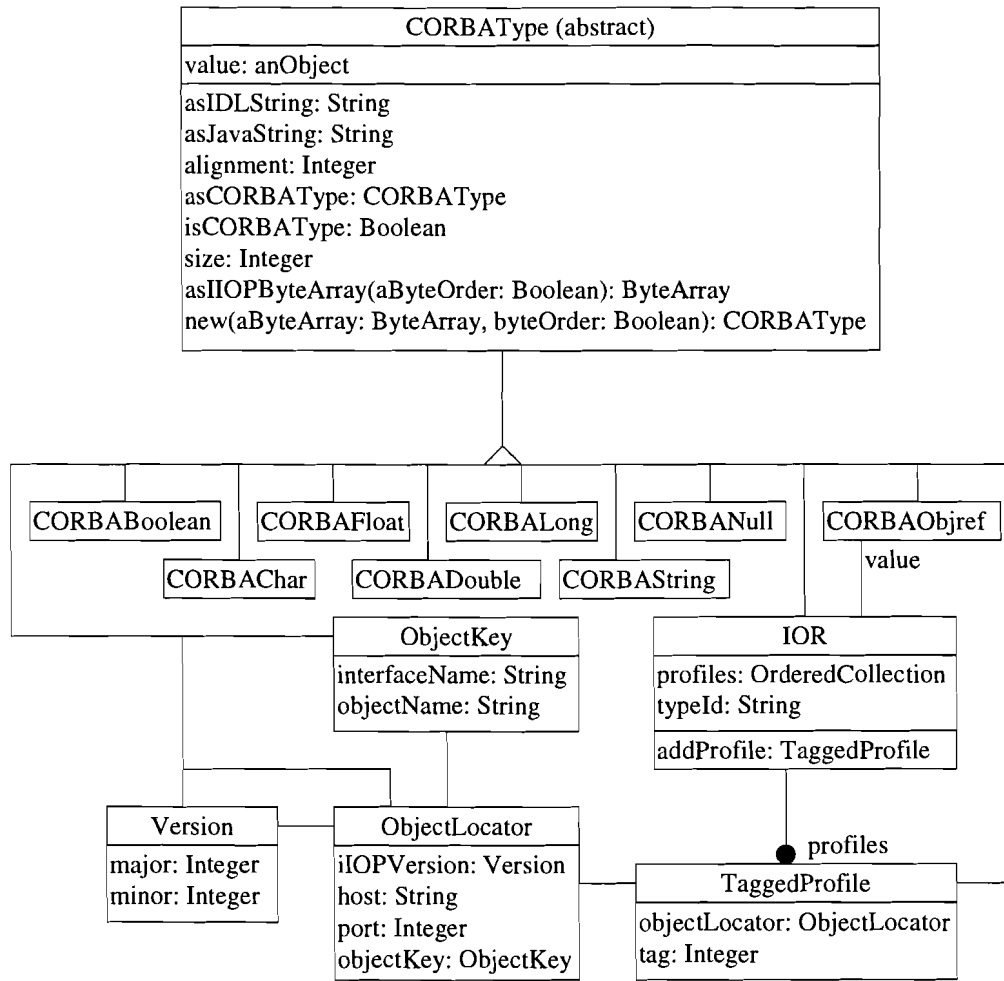 CORBAType (abstract)
value: anObject
asIDLString: String
asJavaString: String
alignment: Integer
asCORBAType: CORBAType
isCORBAType: Boolean
size: Integer
asIIOPByteArray(aByteOrder: Boolean): ByteArray
new(aByteArray: ByteArray, byteOrder: Boolean): CORBAType
CORBABoolean
CORBAFloat
CORBALong
CORBANull
CORBAObjref
value
CORBAChar
CORBADouble
CORBAString
ObjectKey
interfaceName: String
objectName: String
IOR
profiles: OrderedCollection
typeId: String
addProfile: TaggedProfile
profiles
Version
major: Integer
minor: Integer
ObjectLocator
iIOPVersion: Version
host: String
port: Integer
objectKey: ObjectKey
TaggedProfile
objectLocator: ObjectLocator
tag: Integer